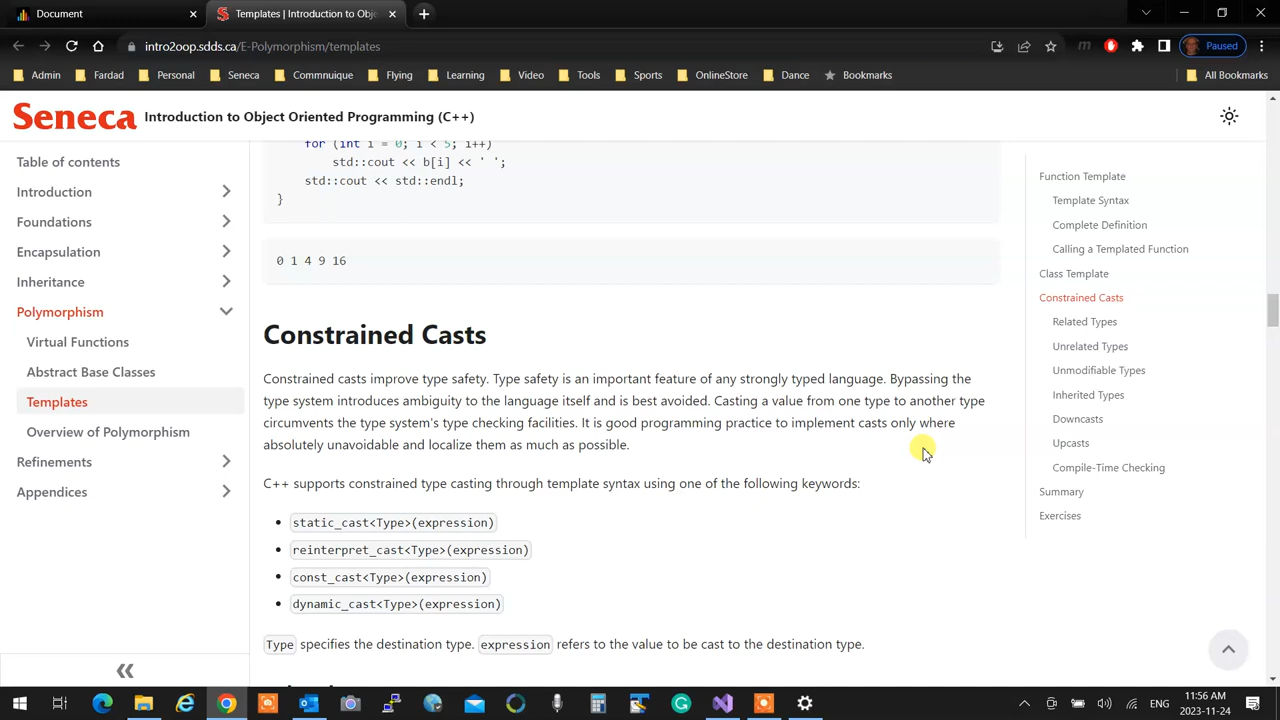 Document
Templates | Introduction to Obj
intro2oop.sdds.ca/E-Polymorphism/templates
Paused
Admin
Fardad
Personal
Seneca
Commnuique
Flying
Learning
Video
Tools
Sports
OnlineStore
Dance
Bookmarks
All Bookmarks
Seneca
Introduction to Object Oriented Programming (C++)
Table of contents
Introduction
Foundations
Encapsulation
Inheritance
Polymorphism
Virtual Functions
Abstract Base Classes
Templates
Overview of Polymorphism
Refinements
Appendices
for (int i = 0; i < 5; i++)
std::cout << b[i] << ' ';
std::cout << std::endl;
}
0 1 4 9 16
Constrained Casts
Constrained casts improve type safety. Type safety is an important feature of any strongly typed language. Bypassing the
type system introduces ambiguity to the language itself and is best avoided. Casting a value from one type to another type
circumvents the type system's type checking facilities. It is good programming practice to implement casts only where
absolutely unavoidable and localize them as much as possible.
C++ supports constrained type casting through template syntax using one of the following keywords:
static_cast<Type>(expression)
reinterpret_cast<Type>(expression)
const_cast<Type>(expression)
dynamic_cast<Type>(expression)
Type specifies the destination type. expression refers to the value to be cast to the destination type.
Function Template
Template Syntax
Complete Definition
Calling a Templated Function
Class Template
Constrained Casts
Related Types
Unrelated Types
Unmodifiable Types
Inherited Types
Downcasts
Upcasts
Compile-Time Checking
Summary
Exercises
ENG
11:56 AM
2023-11-24